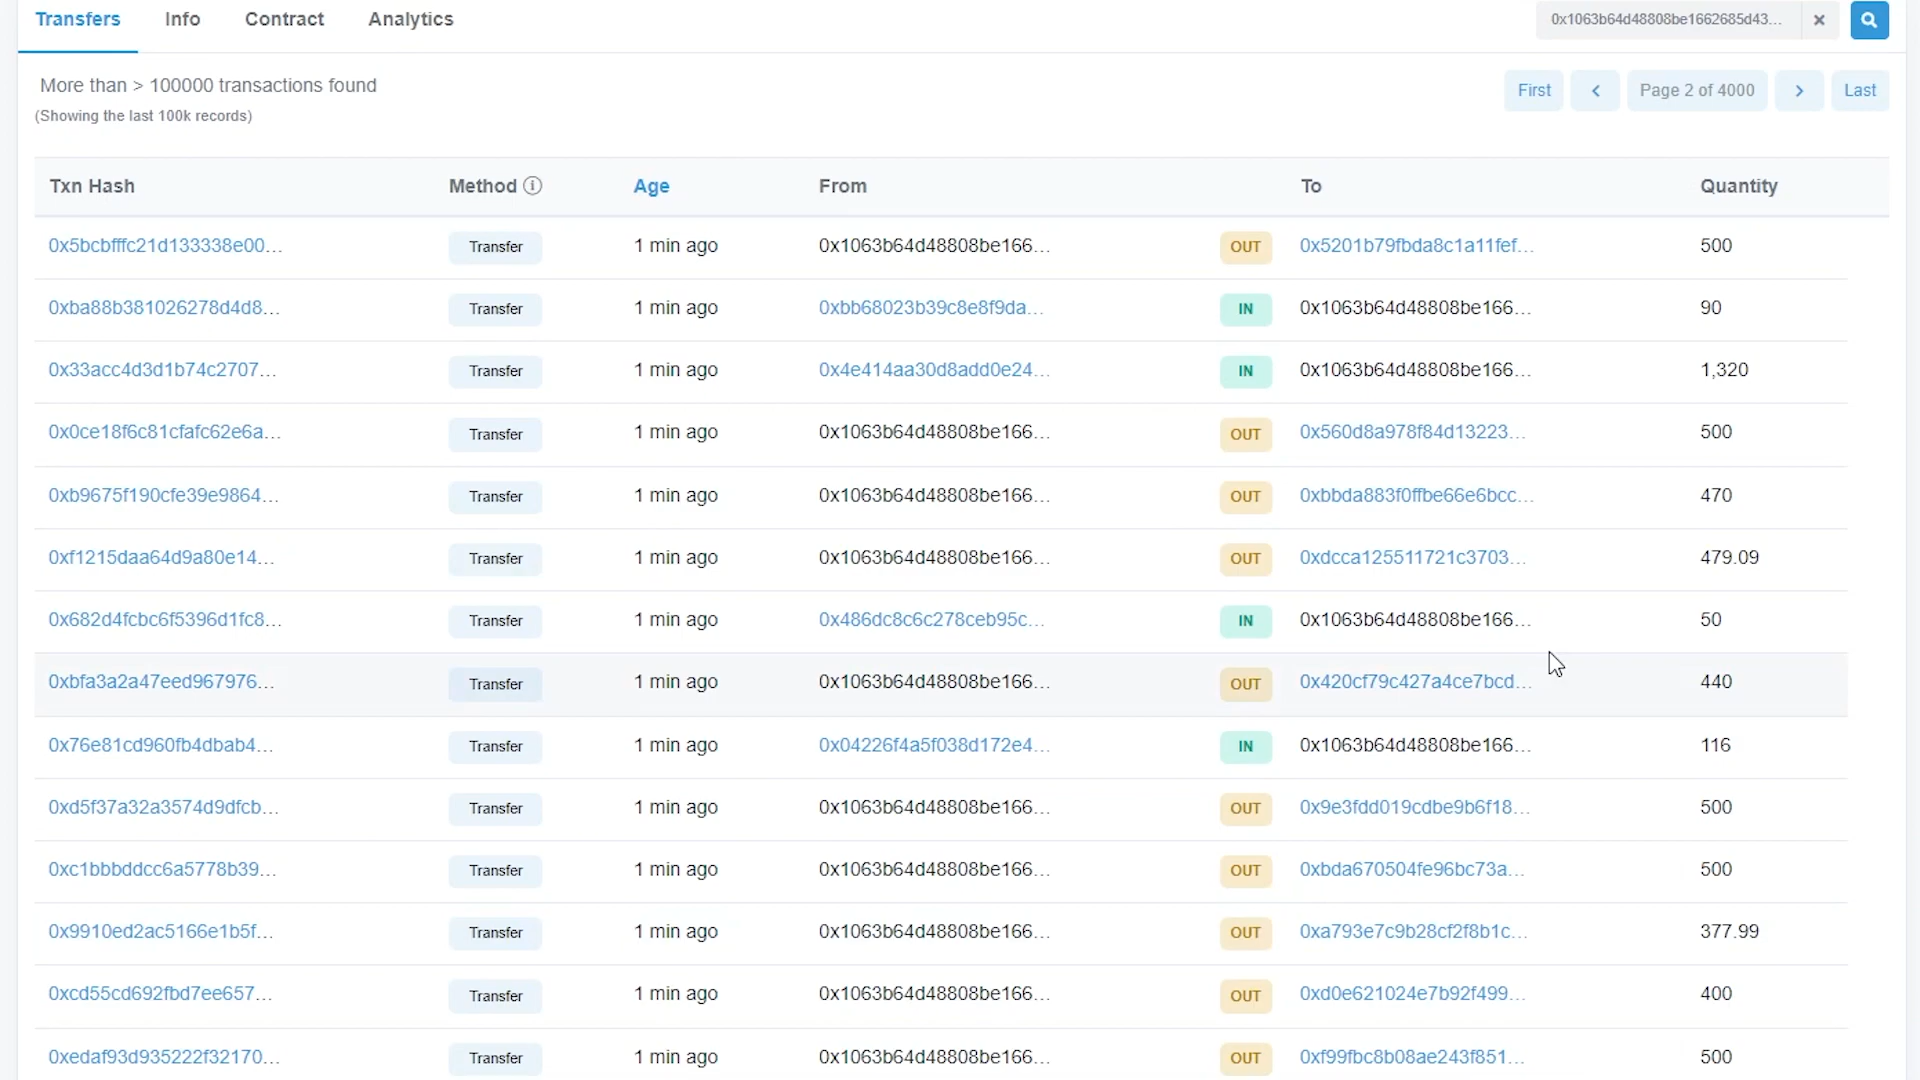 Transfers Info Contract Analytics 0x1063b64d48808be1662685d43... ×
More than > 100000 transactions found First Page 2 of 4000 Last
(Showing the last 100k records)
Txn Hash Method Age From To Quantity
0x5bcbfffc21d133338e00... Transfer 1 min ago 0x1063b64d48808be166... OUT 0x5201b79fbda8c1a11fef... 500
0xba88b381026278d4d8... Transfer 1 min ago 0xbb68023b39c8e8f9da... IN 0x1063b64d48808be166... 90
0x33acc4d3d1b74c2707... Transfer 1 min ago 0x4e414aa30d8add0e24... IN 0x1063b64d48808be166... 1,320
0x0ce18f6c81cfafc62e6a... Transfer 1 min ago 0x1063b64d48808be166... OUT 0x560d8a978f84d13223... 500
0xb9675f190cfe39e9864... Transfer 1 min ago 0x1063b64d48808be166... OUT 0xbbda883f0ffbe66e6bcc... 470
0xf1215daa64d9a80e14... Transfer 1 min ago 0x1063b64d48808be166... OUT 0xdcca125511721c3703... 479.09
0x682d4fcbc6f5396d1fc8... Transfer 1 min ago 0x486dc8c6c278ceb95c... IN 0x1063b64d48808be166... 50
0xbfa3a2a47eed967976... Transfer 1 min ago 0x1063b64d48808be166... OUT 0x420cf79c427a4ce7bcd... 440
0x76e81cd960fb4dbab4... Transfer 1 min ago 0x04226f4a5f038d172e4... IN 0x1063b64d48808be166... 116
0xd5f37a32a3574d9dfcb... Transfer 1 min ago 0x1063b64d48808be166... OUT 0x9e3fdd019cdbe9b6f18... 500
0xc1bbbddcc6a5778b39... Transfer 1 min ago 0x1063b64d48808be166... OUT 0xbda670504fe96bc73a... 500
0x9910ed2ac5166e1b5f... Transfer 1 min ago 0x1063b64d48808be166... OUT 0xa793e7c9b28cf2f8b1c... 377.99
0xcd55cd692fbd7ee657... Transfer 1 min ago 0x1063b64d48808be166... OUT 0xd0e621024e7b92f499... 400
0xedaf93d935222f32170... Transfer 1 min ago 0x1063b64d48808be166... OUT 0xf99fbc8b08ae243f851... 500